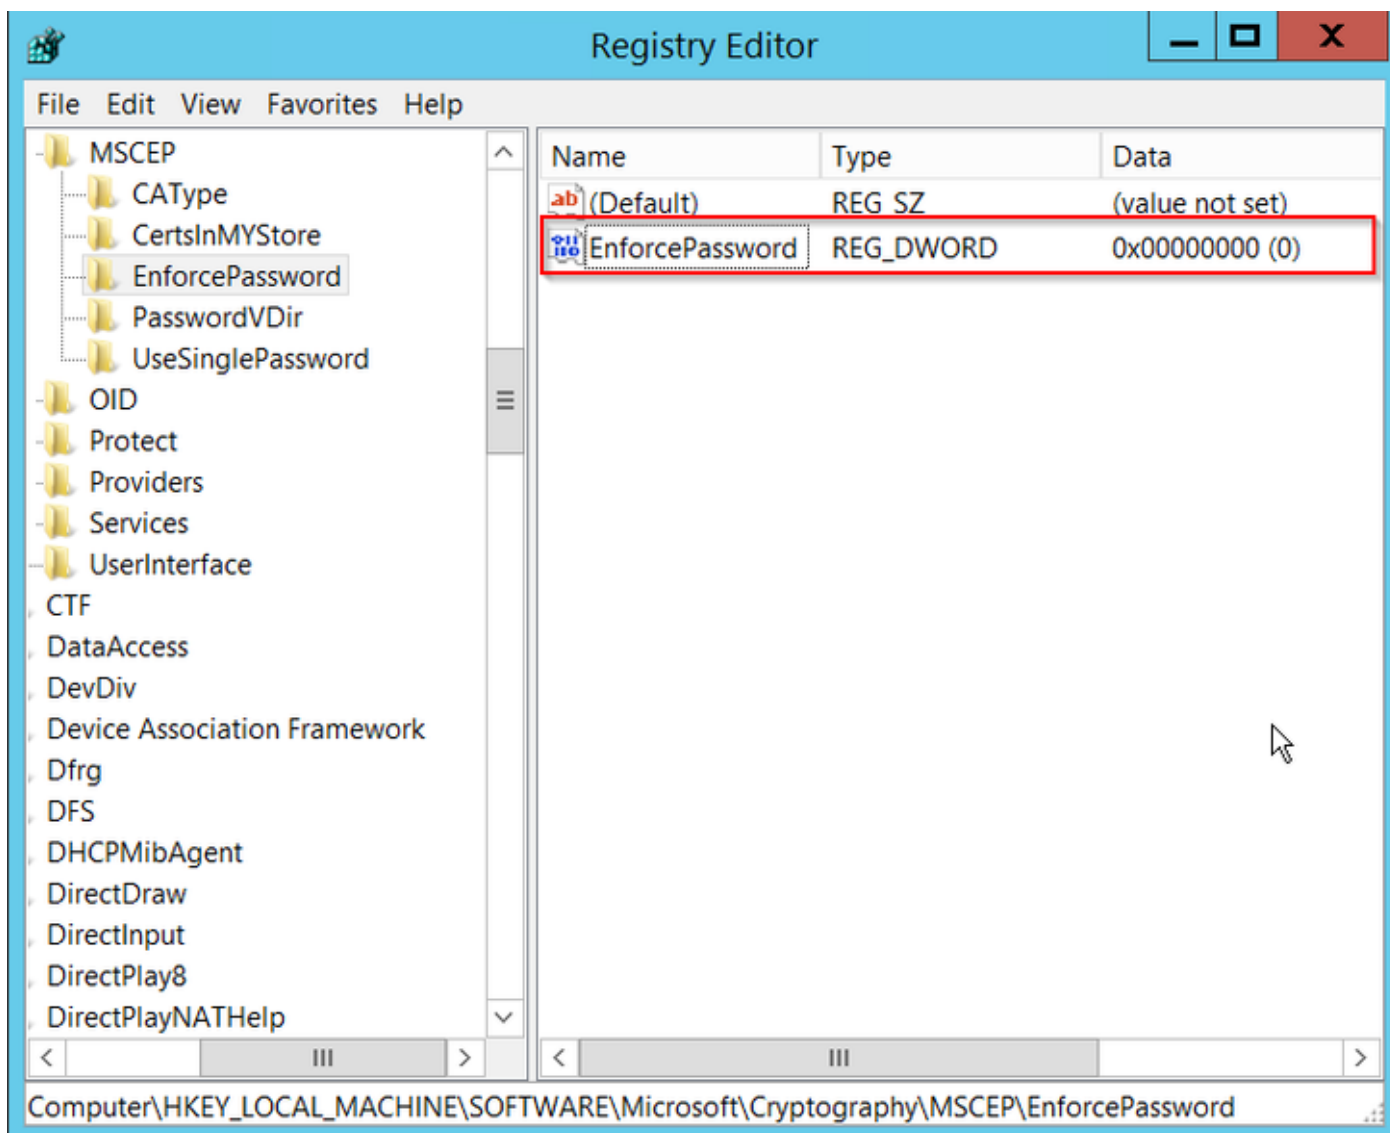 Registry Editor
File Edit View Favorites Help
MSCEP
CAType
CertsInMYStore
EnforcePassword
PasswordVDir
UseSinglePassword
OID
Protect
Providers
Services
UserInterface
CTF
DataAccess
DevDiv
Device Association Framework
Dfrg
DFS
DHCPMibAgent
DirectDraw
DirectInput
DirectPlay8
DirectPlayNATHelp
Name Type Data
(Default) REG_SZ (value not set)
EnforcePassword REG_DWORD 0x00000000 (0)
Computer\HKEY_LOCAL_MACHINE\SOFTWARE\Microsoft\Cryptography\MSCEP\EnforcePassword